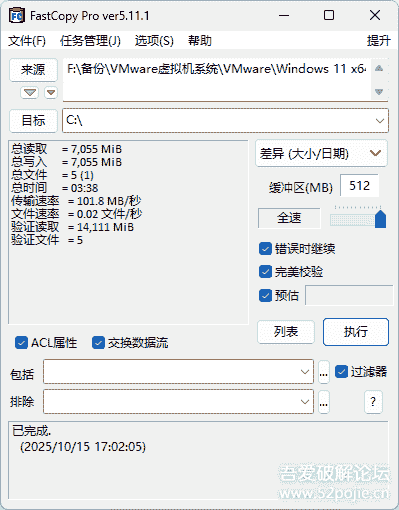 FastCopy Pro ver5.11.1
文件(F) 任务管理(J) 选项(S) 帮助 提升
来源 F:\备份\VMware虚拟机系统\VMware\Windows 11 x64
目标 C:\
总读取 = 7,055 MiB
总写入 = 7,055 MiB
总文件 = 5 (1)
总时间 = 03:38
传输速率 = 101.8 MB/秒
文件速率 = 0.02 文件/秒
验证读取 = 14,111 MiB
验证文件 = 5
差异 (大小/日期)
缓冲区(MB) 512
全速
错误时继续
完美校验
预估
列表 执行
ACL属性 交换数据流
包括 ... 过滤器
排除 ... ?
已完成.
(2025/10/15 17:02:05)
吾爱破解论坛
www.52pojie.cn